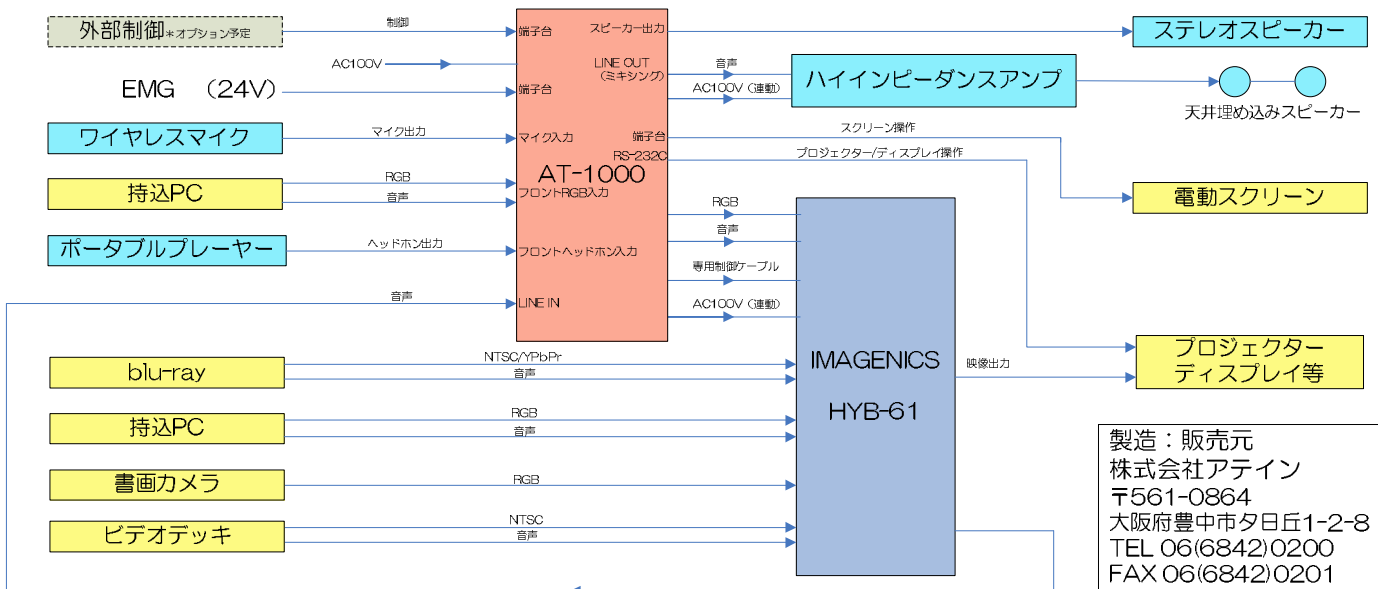 外部制御*オプション予定
制御
端子台
スピーカー出力
ステレオスピーカー
AC100V
LINE OUT
(ミキシング)
音声
AC100V (連動)
ハイインピーダンスアンプ
天井埋め込みスピーカー
EMG (24V)
端子台
ワイヤレスマイク
マイク出力
マイク入力
端子台
スクリーン操作
RS-232C
プロジェクター/ディスプレイ操作
AT-1000
持込PC
RGB
音声
フロントRGB入力
電動スクリーン
RGB
音声
ポータブルプレーヤー
ヘッドホン出力
フロントヘッドホン入力
専用制御ケーブル
音声
LINE IN
AC100V (連動)
blu-ray
NTSC/YPbPr
音声
IMAGENICS
HYB-61
映像出力
プロジェクター
ディスプレイ等
持込PC
RGB
音声
書画カメラ
RGB
ビデオデッキ
NTSC
音声
製造：販売元
株式会社アテイン
〒561-0864
大阪府豊中市夕日丘1-2-8
TEL 06(6842)0200
FAX 06(6842)0201